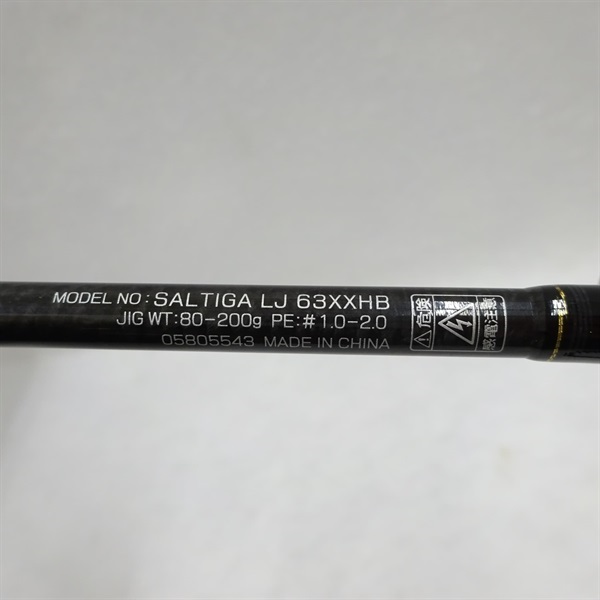 MODEL NO: SALTIGA LJ 63XXHB
JIG WT:80-200g PE:#1.0-2.0
05805543 MADE IN CHINA
危険
感電注意